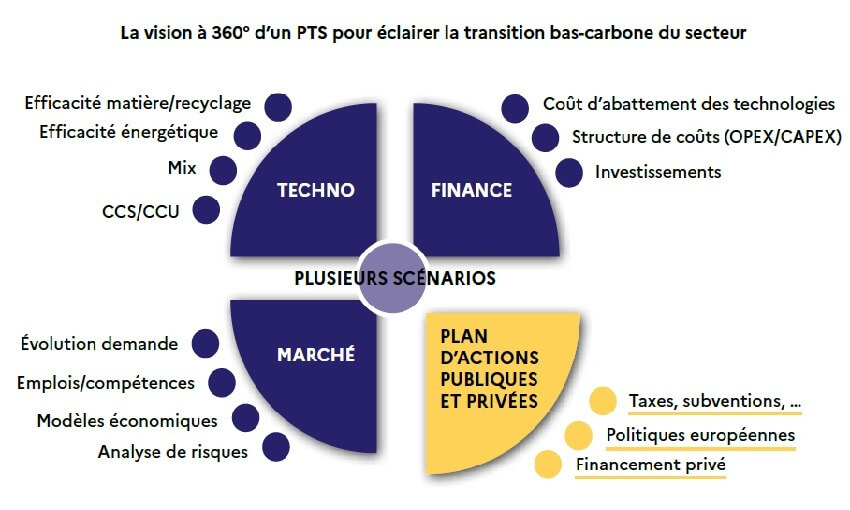 La vision à 360° d’un PTS pour éclairer la transition bas-carbone du secteur
Efficacité matière/recyclage
Efficacité énergétique
Mix
CCS/CCU
TECHNO
FINANCE
Coût d’abattement des technologies
Structure de coûts (OPEX/CAPEX)
Investissements
PLUSIEURS SCÉNARIOS
Évolution demande
Emplois/compétences
Modèles économiques
Analyse de risques
MARCHÉ
PLAN
D’ACTIONS
PUBLIQUES
ET PRIVÉES
Taxes, subventions, ...
Politiques européennes
Financement privé